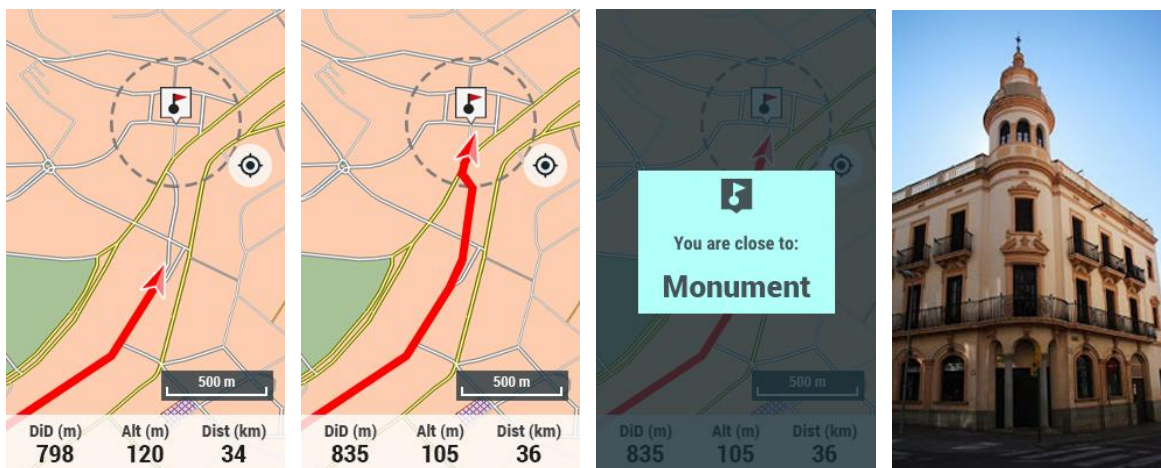 500 m
DiD (m) Alt (m) Dist (km)
798 120 34
500 m
DiD (m) Alt (m) Dist (km)
835 105 36
You are close to:
Monument
500 m
DiD (m) Alt (m) Dist (km)
835 105 36